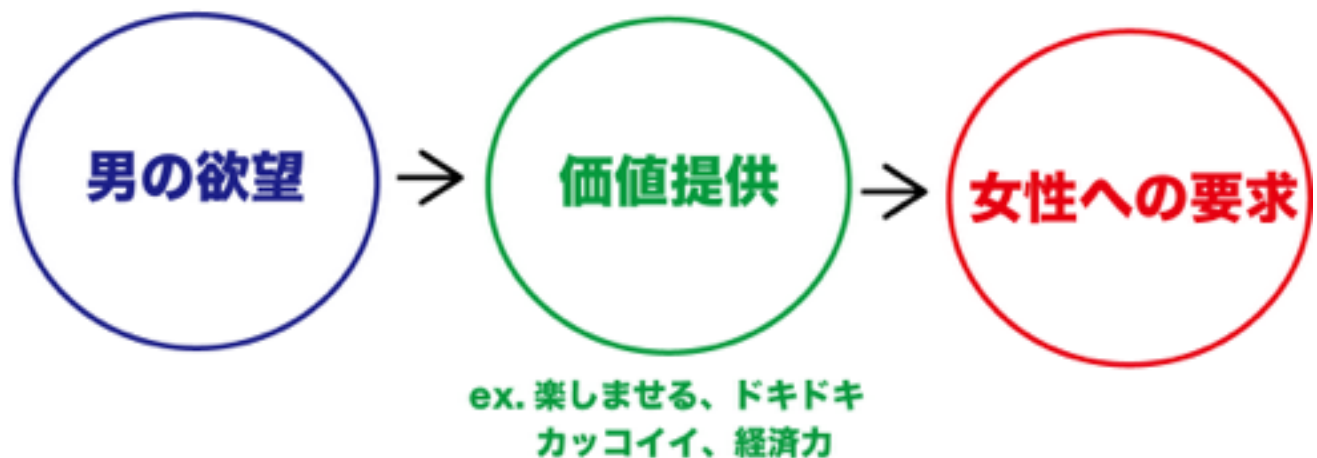 男の欲望
価値提供
女性への要求
ex. 楽しませる、ドキドキ
カッコイイ、経済力